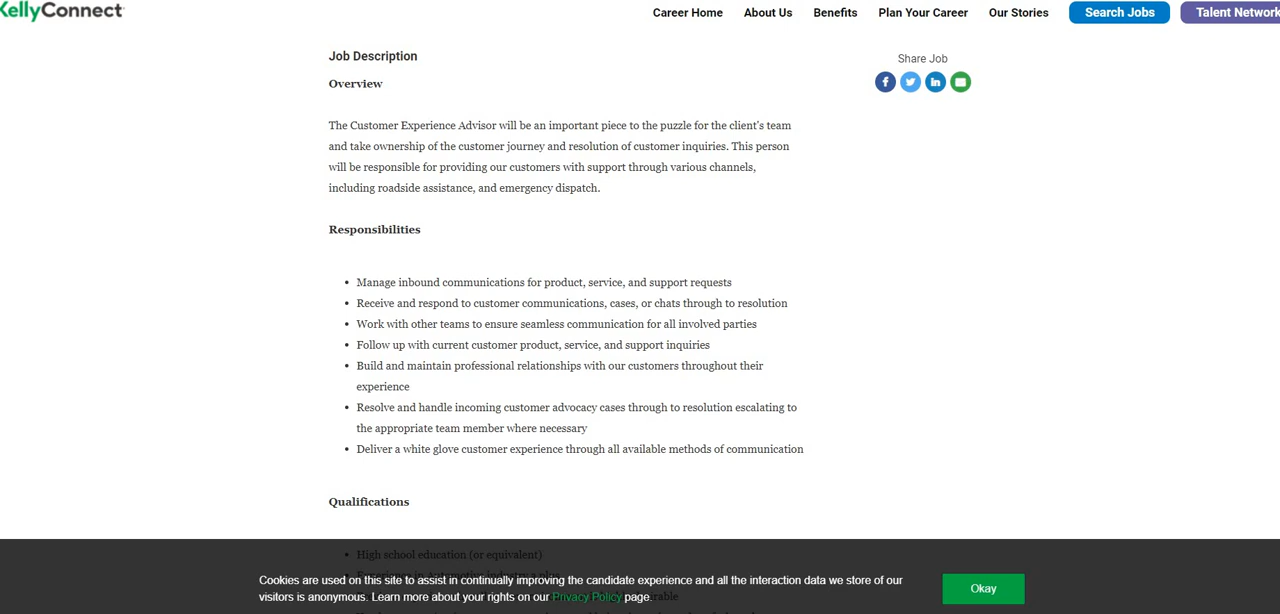 KellyConnect
Career Home About Us Benefits Plan Your Career Our Stories Search Jobs Talent Network
Job Description
Share Job
Overview
The Customer Experience Advisor will be an important piece to the puzzle for the client's team
and take ownership of the customer journey and resolution of customer inquiries. This person
will be responsible for providing our customers with support through various channels,
including roadside assistance, and emergency dispatch.
Responsibilities
• Manage inbound communications for product, service, and support requests
• Receive and respond to customer communications, cases, or chats through to resolution
• Work with other teams to ensure seamless communication for all involved parties
• Follow up with current customer product, service, and support inquiries
• Build and maintain professional relationships with our customers throughout their
experience
• Resolve and handle incoming customer advocacy cases through to resolution escalating to
the appropriate team member where necessary
• Deliver a white glove customer experience through all available methods of communication
Qualifications
• High school education (or equivalent)
Cookies are used on this site to assist in continually improving the candidate experience and all the interaction data we store of our
visitors is anonymous. Learn more about your rights on our Privacy Policy page.
Okay